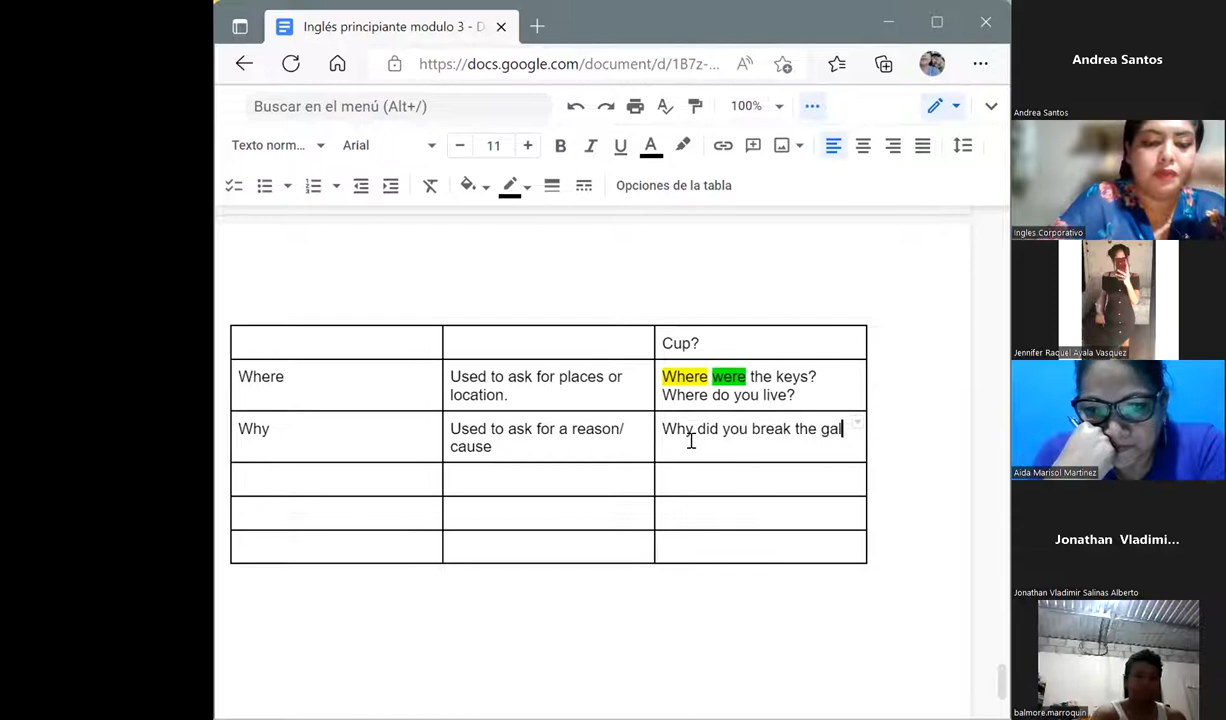 Inglés principiante modulo 3 - D
https://docs.google.com/document/d/1B7z-...
Buscar en el menú (Alt+/)
100%
Texto norm...
Arial
11
Opciones de la tabla
Cup?
Where
Used to ask for places or
location.
Where were the keys?
Where do you live?
Why
Used to ask for a reason/
cause
Why did you break the gal
Andrea Santos
Andrea Santos
Ingles Corporativo
Jennifer Raquel Ayala Vasquez
Aida Marisol Martinez
Jonathan Vladimi...
Jonathan Vladimir Salinas Alberto
balmore.marroquin